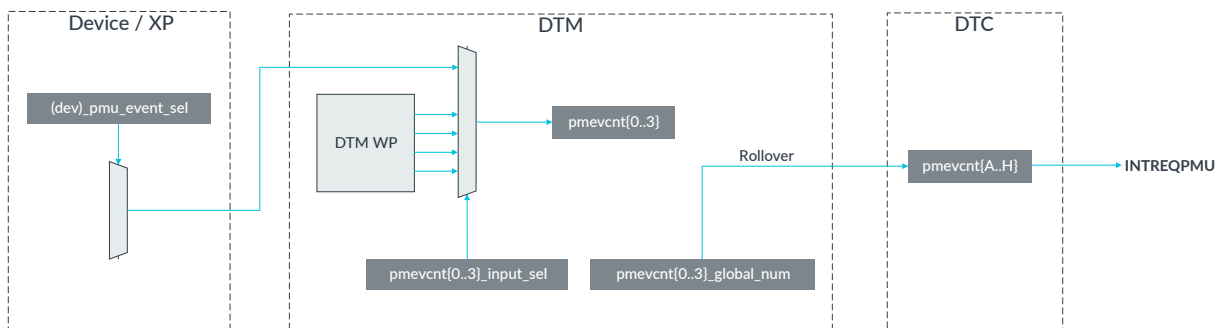 Device / XP
DTM
DTC
(dev)_pmu_event_sel
DTM WP
pmevcnt{0..3}
Rollover
pmevcnt{A..H}
INTREQPMU
pmevcnt{0..3}_input_sel
pmevcnt{0..3}_global_num